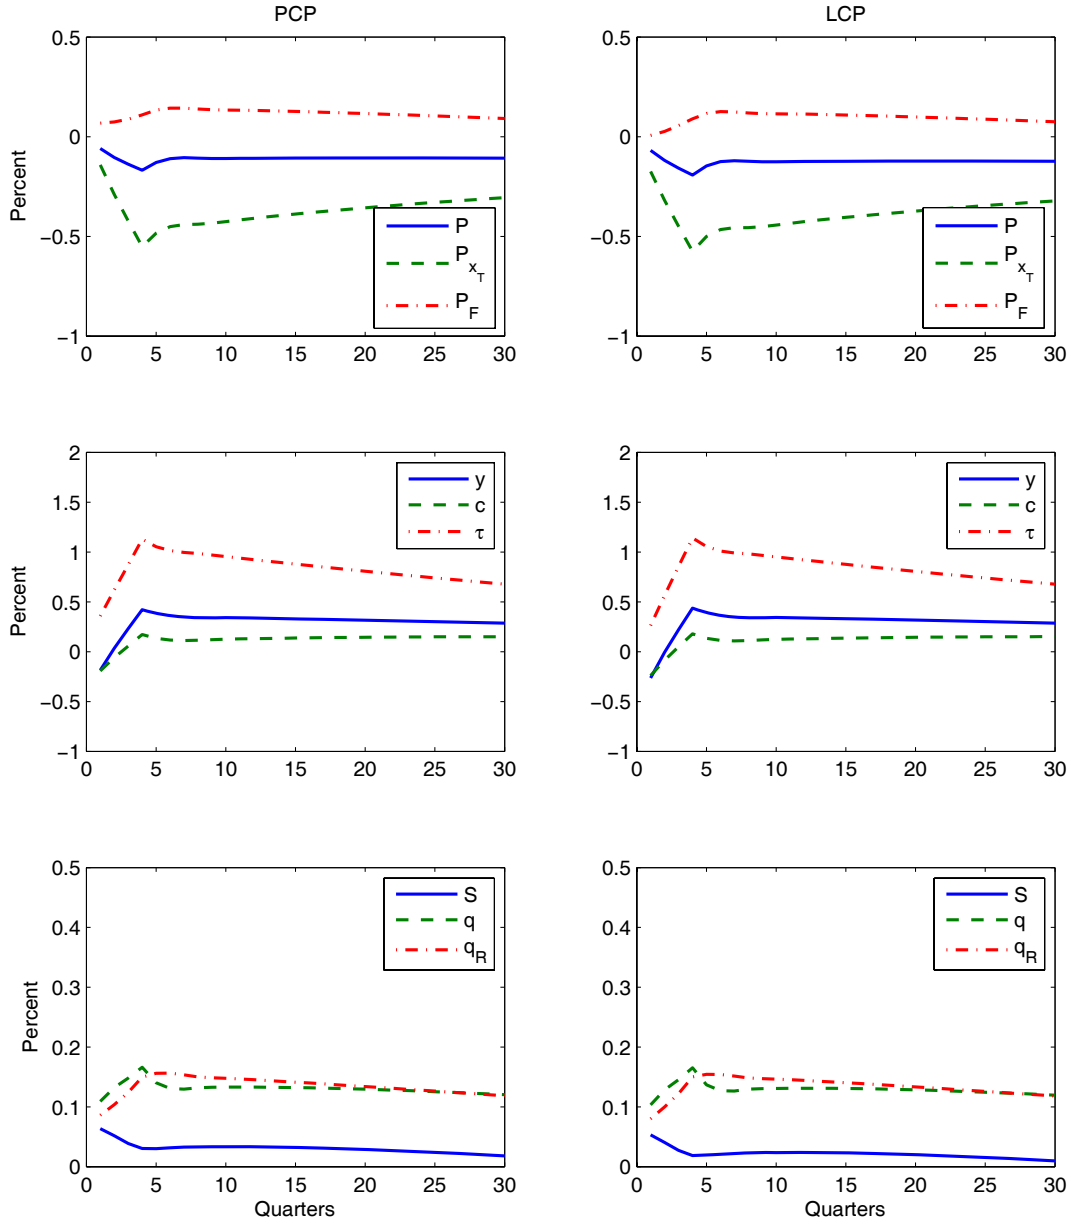 PCP LCP
0.5 0.5
0 0
−0.5 −0.5
−1 −1
Percent
P P
P_x_T P_x_T
P_F P_F
0 5 10 15 20 25 30 0 5 10 15 20 25 30
2 2
1.5 1.5
1 1
0.5 0.5
0 0
−0.5 −0.5
−1 −1
Percent
y y
c c
τ τ
0 5 10 15 20 25 30 0 5 10 15 20 25 30
0.5 0.5
0.4 0.4
0.3 0.3
0.2 0.2
0.1 0.1
0 0
Percent
S S
q q
q_R q_R
0 5 10 15 20 25 30 0 5 10 15 20 25 30
Quarters Quarters